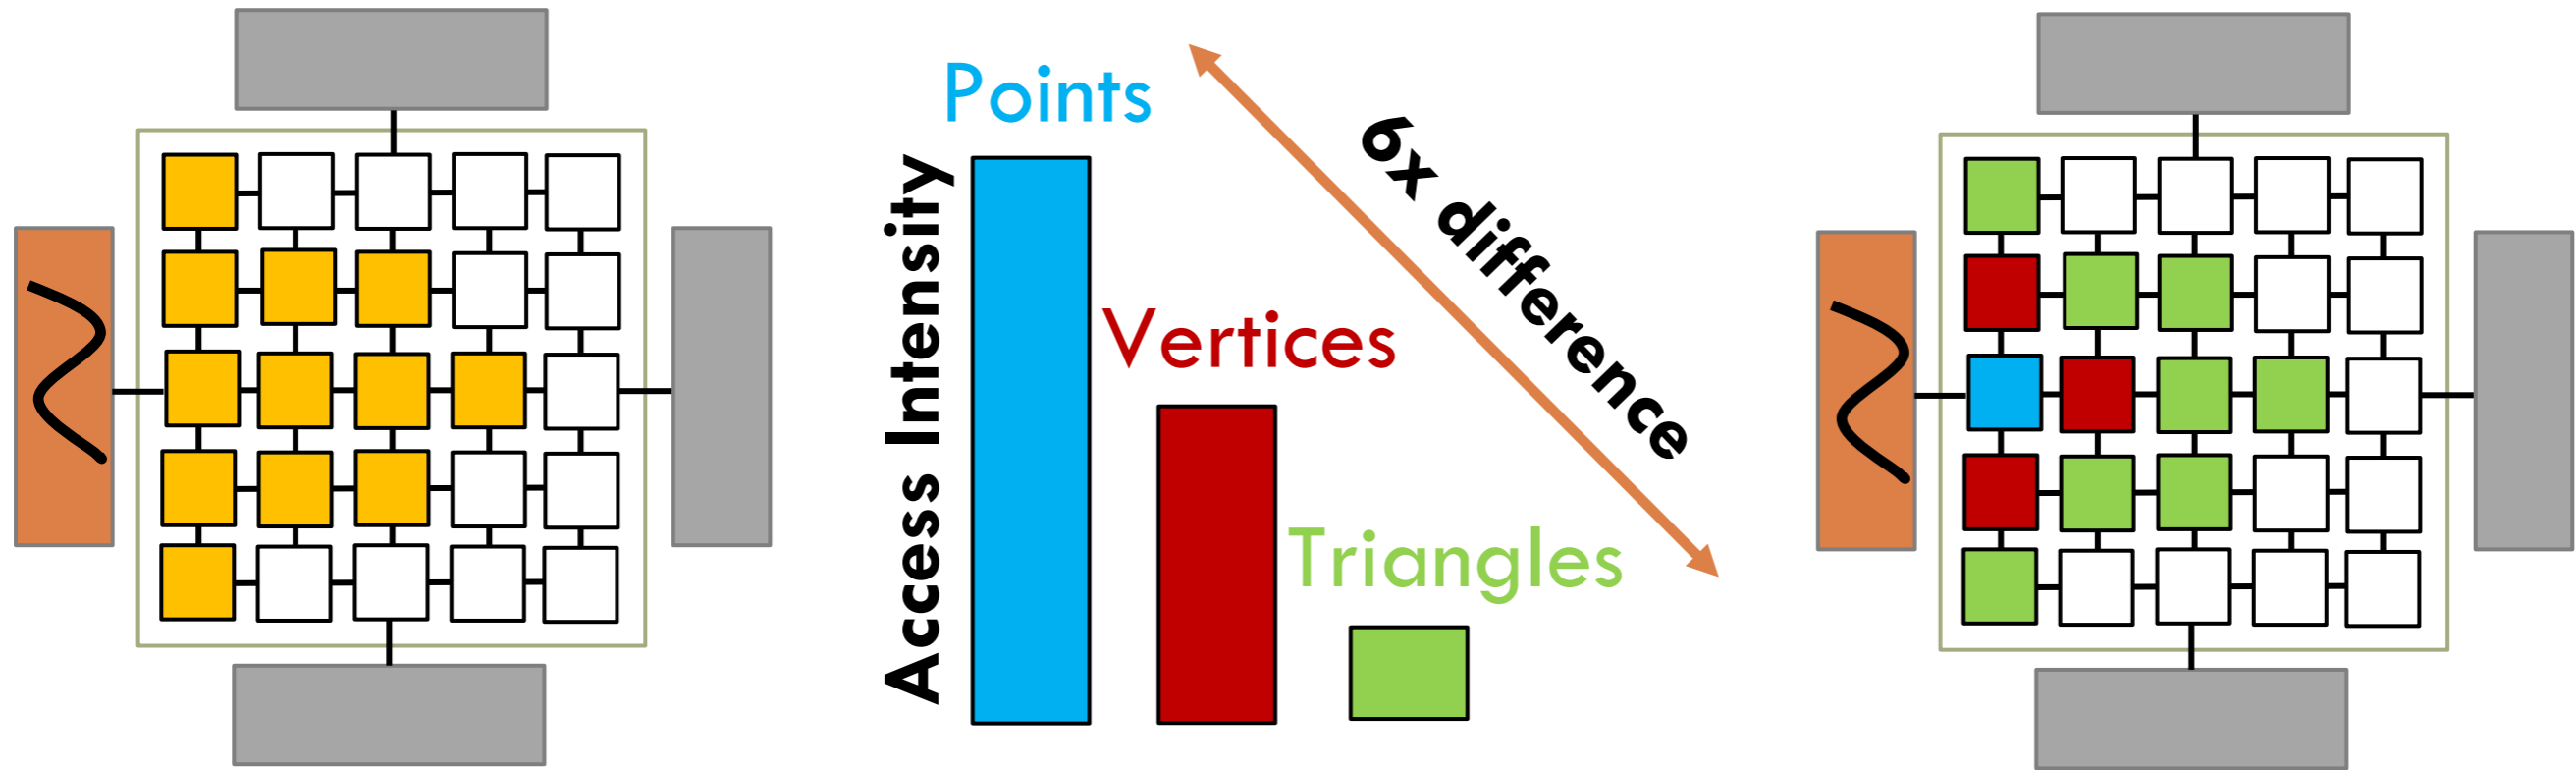 Points
Access Intensity
6x difference
Vertices
Triangles